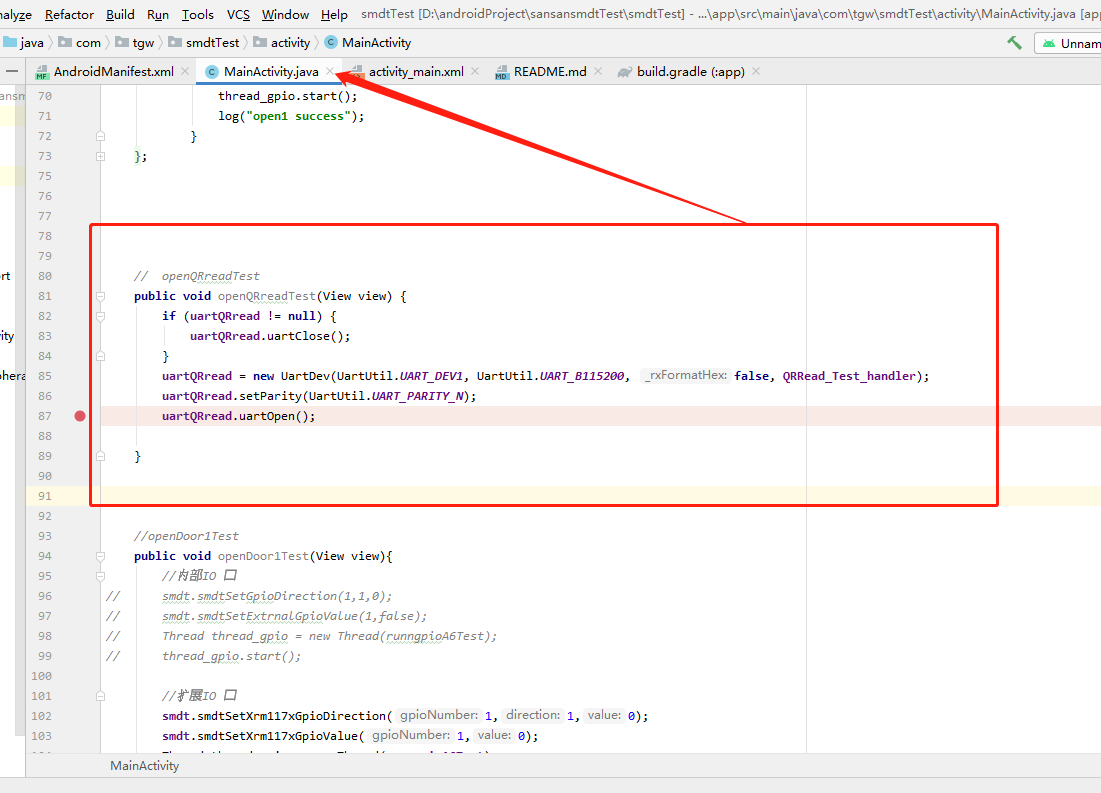 nalyze Refactor Build Run Tools VCS Window Help smdtTest [D:\androidProject\sansansmdtTest\smdtTest] - ...\app\src\main\java\com\tgw\smdtTest\activity\MainActivity.java [app
java com tgw smdtTest activity MainActivity Unnam
AndroidManifest.xml MainActivity.java activity_main.xml README.md build.gradle (:app)
70 thread_gpio.start();
71 log("open1 success");
72 }
73 };
75
76
77
78
79
80 // openQRreadTest
81 public void openQRreadTest(View view) {
82 if (uartQRread != null) {
83 uartQRread.uartClose();
84 }
85 uartQRread = new UartDev(UartUtil.UART_DEV1, UartUtil.UART_B115200, _rxFormatHex: false, QRRead_Test_handler);
86 uartQRread.setParity(UartUtil.UART_PARITY_N);
87 uartQRread.uartOpen();
88
89 }
90
91
92
93 //openDoor1Test
94 public void openDoor1Test(View view){
95 //内部IO 口
96 // smdt.smdtSetGpioDirection(1,1,0);
97 // smdt.smdtSetExtrnalGpioValue(1,false);
98 // Thread thread_gpio = new Thread(runngpioA6Test);
99 // thread_gpio.start();
100
101 //扩展IO 口
102 smdt.smdtSetXrm117xGpioDirection( gpioNumber: 1, direction: 1, value: 0);
103 smdt.smdtSetXrm117xGpioValue( gpioNumber: 1, value: 0);
MainActivity